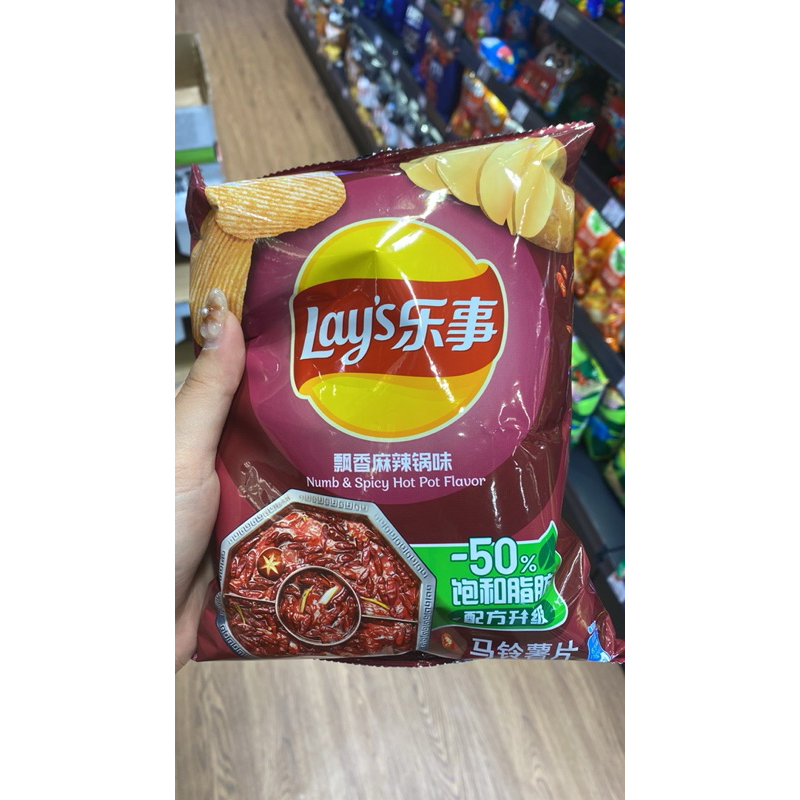 Lay's乐事
飘香麻辣锅味
Numb & Spicy Hot Pot Flavor
-50%
饱和脂肪
配方升级
马铃薯片